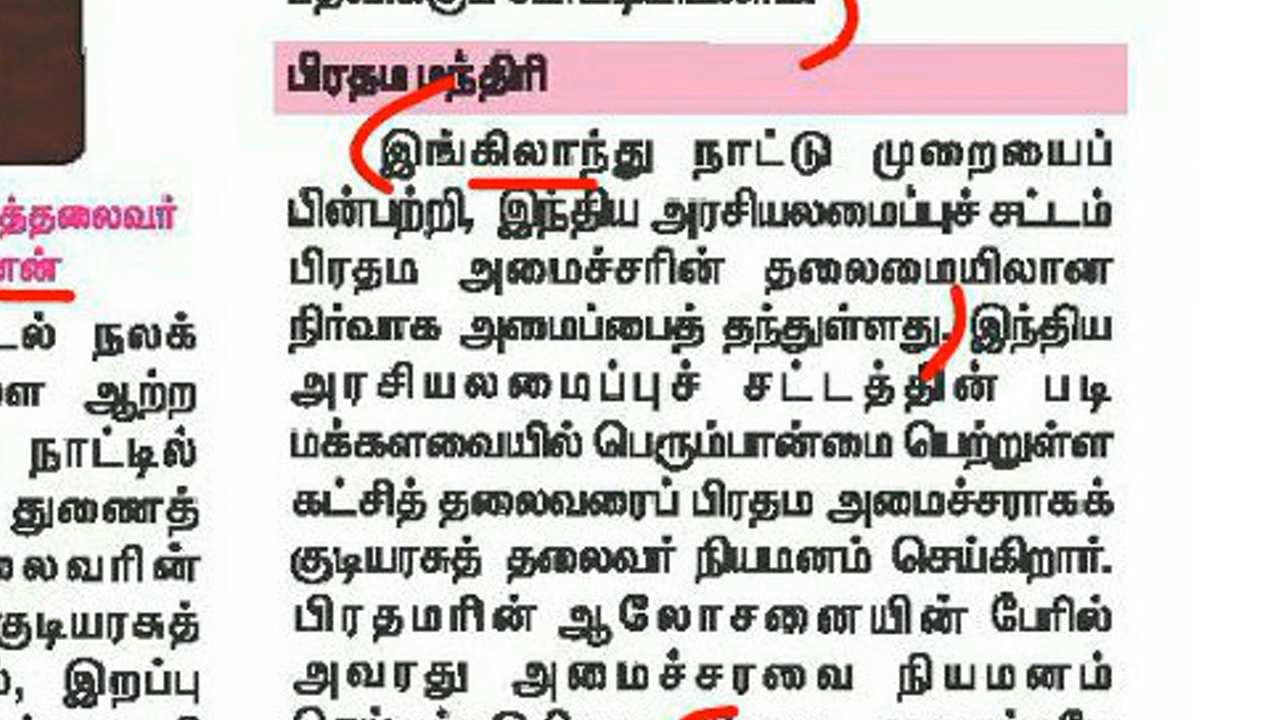 பிரதம மந்திரி
இங்கிலாந்து நாட்டு முறையைப்
பின்பற்றி, இந்திய அரசியலமைப்புச் சட்டம்
பிரதம அமைச்சரின் தலைமையிலான
நிர்வாக அமைப்பைத் தந்துள்ளது. இந்திய
அரசியலமைப்புச் சட்டத்தின் படி
மக்களவையில் பெரும்பான்மை பெற்றுள்ள
கட்சித் தலைவரைப் பிரதம அமைச்சராகக்
குடியரசுத் தலைவர் நியமனம் செய்கிறார்.
பிரதமரின் ஆலோசனையின் பேரில்
அவரது அமைச்சரவை நியமனம்
த்தலைவர்
நலக்
ஆற்ற
நாட்டில்
துணைத்
லைவரின்
குடியரசுத்
இறப்பு